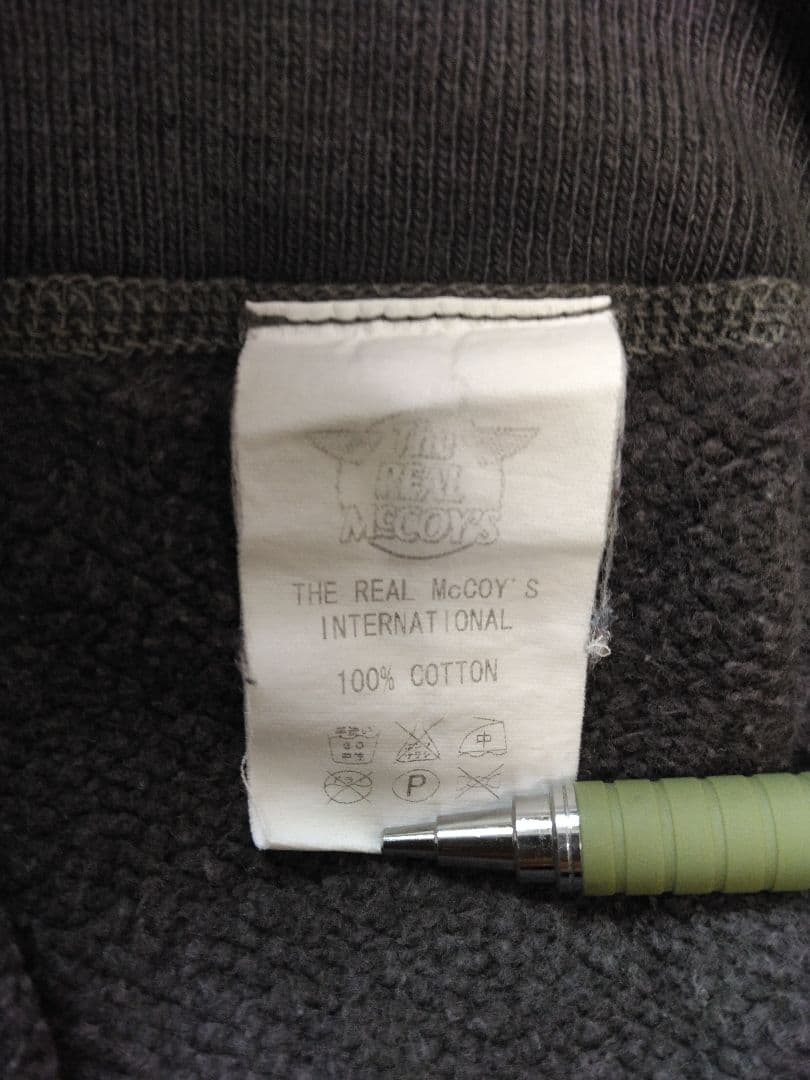 The
REAL
McCOY'S
THE REAL McCOY'S
INTERNATIONAL
100% COTTON
中
P